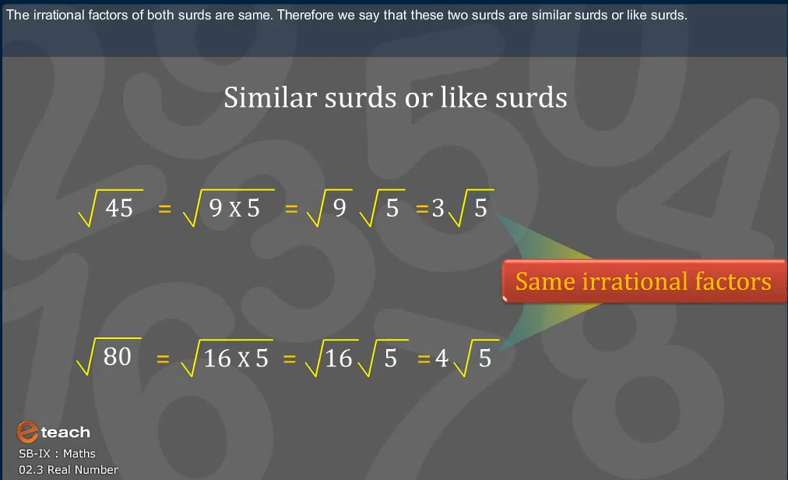 The irrational factors of both surds are same. Therefore we say that these two surds are similar surds or like surds.
Similar surds or like surds
√45 = √9 X 5 = √9 √5 = 3√5
Same irrational factors
√80 = √16 X 5 = √16 √5 = 4√5
eteach
SB-IX : Maths
02.3 Real Number